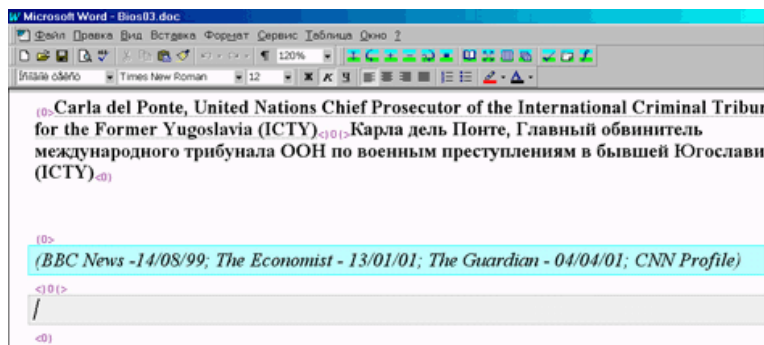 Microsoft Word - Bios03.doc
Файл Правка Вид Вставка Формат Сервис Таблица Окно ?
120%
Times New Roman 12 Ж К Ч
{0>Carla del Ponte, United Nations Chief Prosecutor of the International Criminal Tribun
for the Former Yugoslavia (ICTY)<}0{>Карла дель Понте, Главный обвинитель
международного трибунала ООН по военным преступлениям в бывшей Югослави
(ICTY)<0}
{0>
(BBC News -14/08/99; The Economist - 13/01/01; The Guardian - 04/04/01; CNN Profile)
<}0{>
<0}